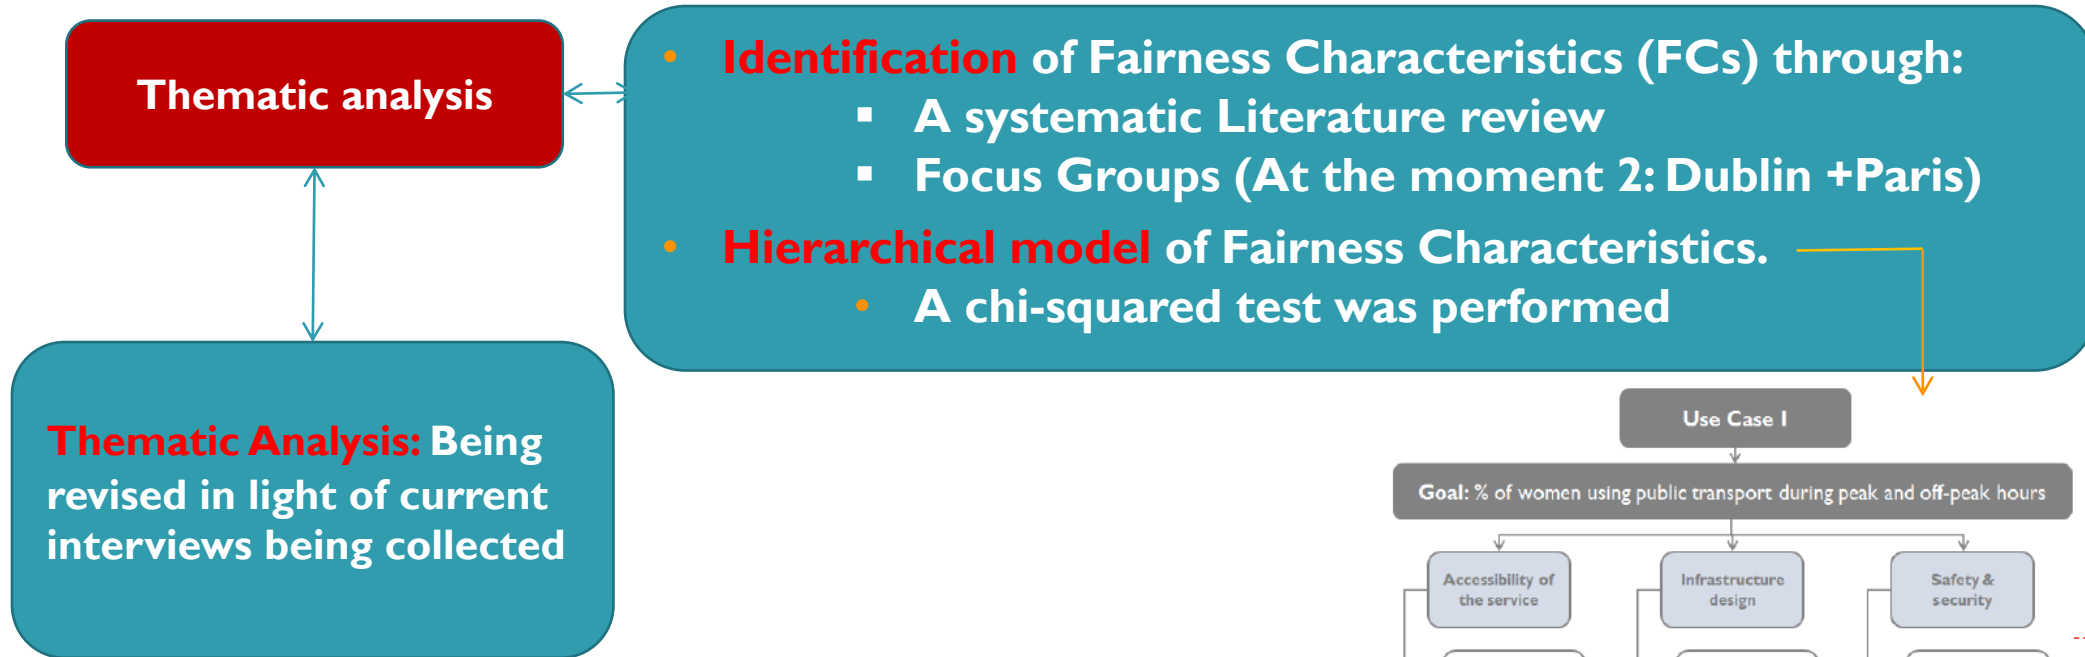 Thematic analysis
• Identification of Fairness Characteristics (FCs) through:
▪ A systematic Literature review
▪ Focus Groups (At the moment 2: Dublin +Paris)
• Hierarchical model of Fairness Characteristics.
• A chi-squared test was performed
Thematic Analysis: Being
revised in light of current
interviews being collected
Use Case 1
Goal: % of women using public transport during peak and off-peak hours
Accessibility of
the service
Infrastructure
design
Safety &
security